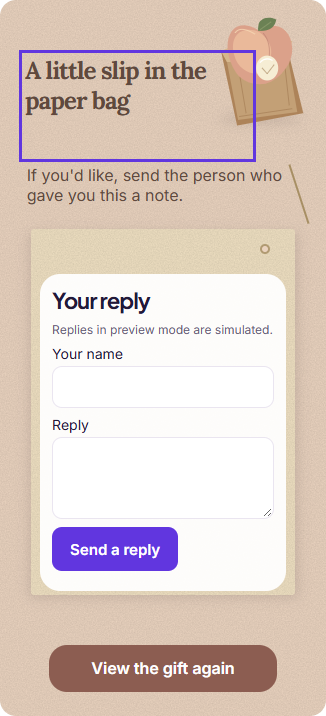 A little slip in the
paper bag
If you'd like, send the person who
gave you this a note.
Your reply
Replies in preview mode are simulated.
Your name
Reply
Send a reply
View the gift again